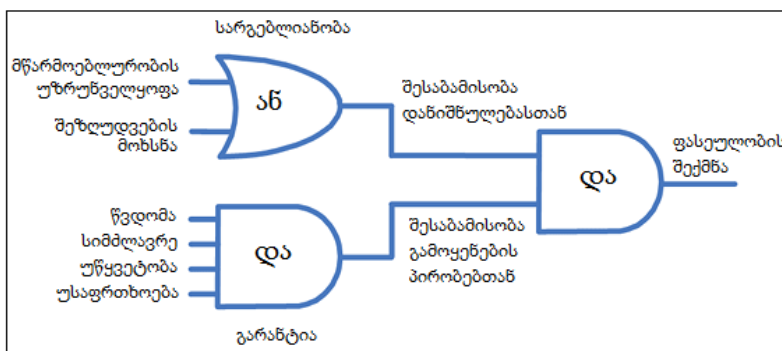 სარგებლიანობა
მწარმოებლურობის
უზრუნველყოფა
შეზღუდვების
მოხსნა
ან
შესაბამისობა
დანიშნულებასთან
წვდომა
სიმძლავრე
უწყვეტობა
უსაფრთხოება
და
გარანტია
შესაბამისობა
გამოყენების
პირობებთან
და
ფასეულობის
შექმნა